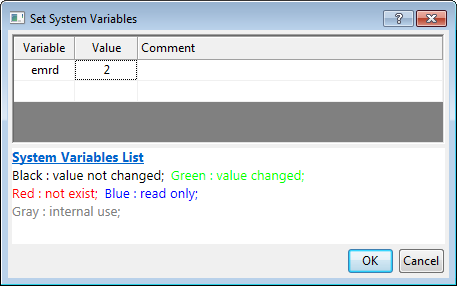 Set System Variables
Variable Value Comment
emrd 2
System Variables List
Black : value not changed; Green : value changed;
Red : not exist; Blue : read only;
Gray : internal use;
OK Cancel